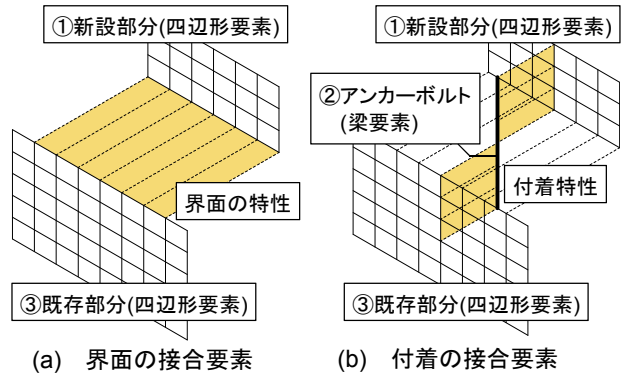 ①新設部分(四辺形要素)
界面の特性
③既存部分(四辺形要素)
(a) 界面の接合要素
①新設部分(四辺形要素)
②アンカーボルト
(梁要素)
付着特性
③既存部分(四辺形要素)
(b) 付着の接合要素